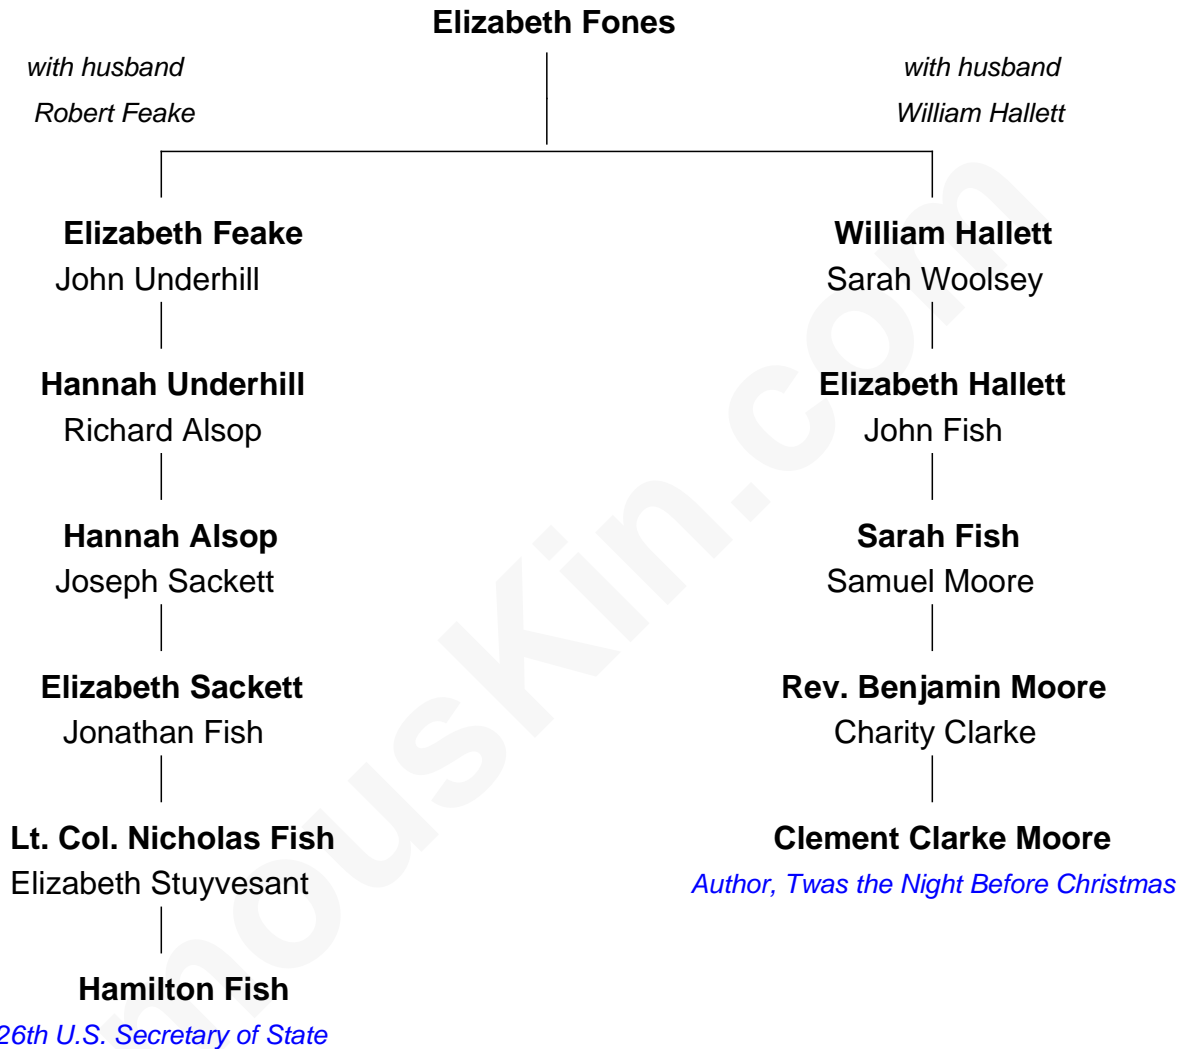 Elizabeth Fones
with husband
Robert Feake
with husband
William Hallett
Elizabeth Feake
John Underhill
William Hallett
Sarah Woolsey
Hannah Underhill
Richard Alsop
Elizabeth Hallett
John Fish
Hannah Alsop
Joseph Sackett
Sarah Fish
Samuel Moore
Elizabeth Sackett
Jonathan Fish
Rev. Benjamin Moore
Charity Clarke
Lt. Col. Nicholas Fish
Elizabeth Stuyvesant
Clement Clarke Moore
Author, Twas the Night Before Christmas
Hamilton Fish
26th U.S. Secretary of State
mousKin.com